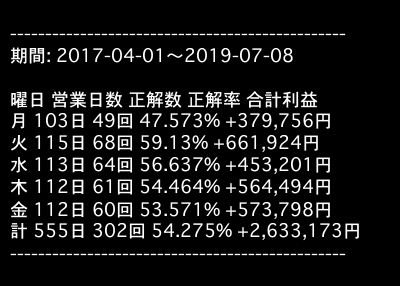 ------------------------------------------------
期間: 2017-04-01〜2019-07-08
曜日 営業日数 正解数 正解率 合計利益
月 103日 49回 47.573% +379,756円
火 115日 68回 59.13% +661,924円
水 113日 64回 56.637% +453,201円
木 112日 61回 54.464% +564,494円
金 112日 60回 53.571% +573,798円
計 555日 302回 54.275% +2,633,173円
------------------------------------------------